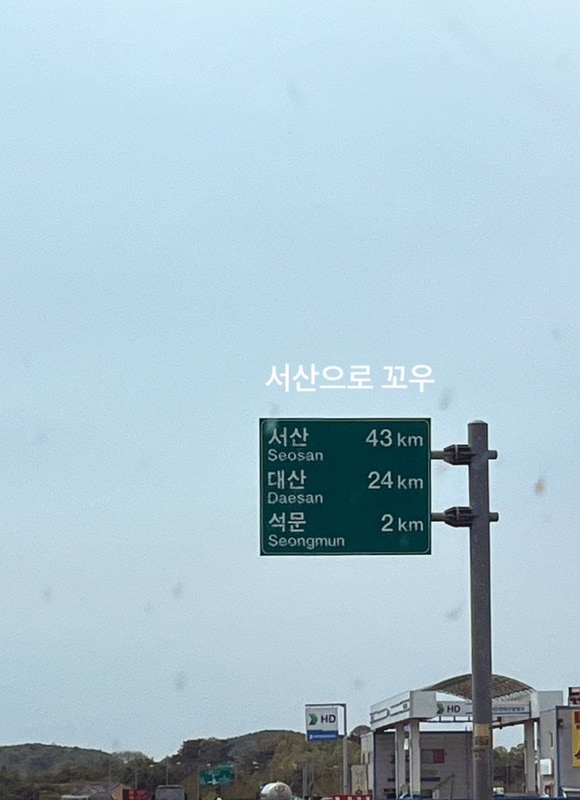 서산으로 꼬우
서산 43 km
Seosan
대산 24 km
Daesan
석문 2 km
Seongmun
HD
HD